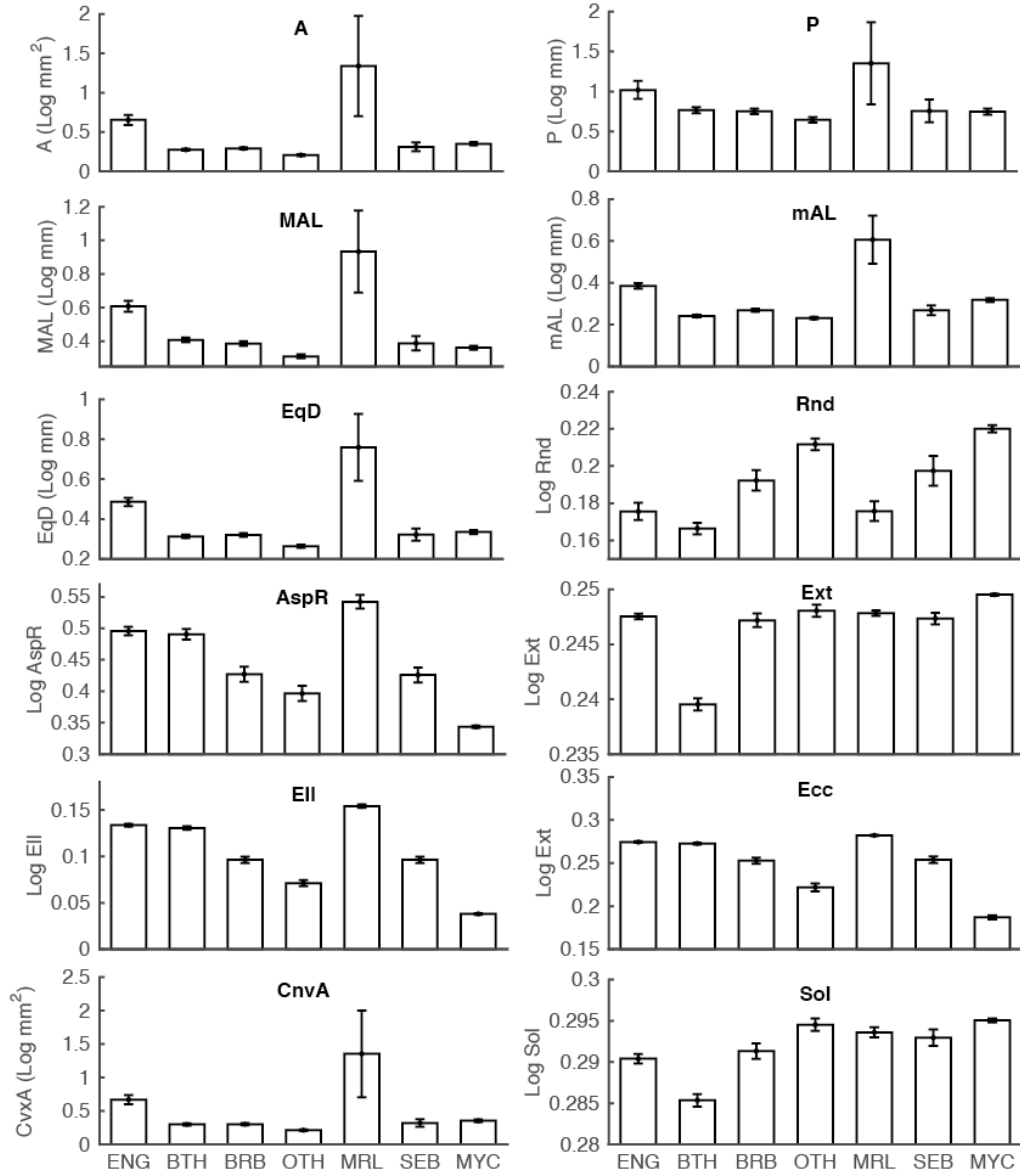 A
A (Log mm²)
2
1.5
1
0.5
0
P
P (Log mm)
2
1.5
1
0.5
0
MAL
MAL (Log mm)
1.2
1
0.8
0.6
0.4
mAL
mAL (Log mm)
0.8
0.6
0.4
0.2
0
EqD
EqD (Log mm)
1
0.8
0.6
0.4
0.2
Rnd
Log Rnd
0.24
0.22
0.2
0.18
0.16
AspR
Log AspR
0.55
0.5
0.45
0.4
0.35
0.3
Ext
Log Ext
0.25
0.245
0.24
0.235
Ell
Log Ell
0.15
0.1
0.05
0
Ecc
Log Ext
0.35
0.3
0.25
0.2
0.15
CnvA
CvxA (Log mm²)
2.5
2
1.5
1
0.5
0
ENG BTH BRB OTH MRL SEB MYC
Sol
Log Sol
0.3
0.295
0.29
0.285
0.28
ENG BTH BRB OTH MRL SEB MYC